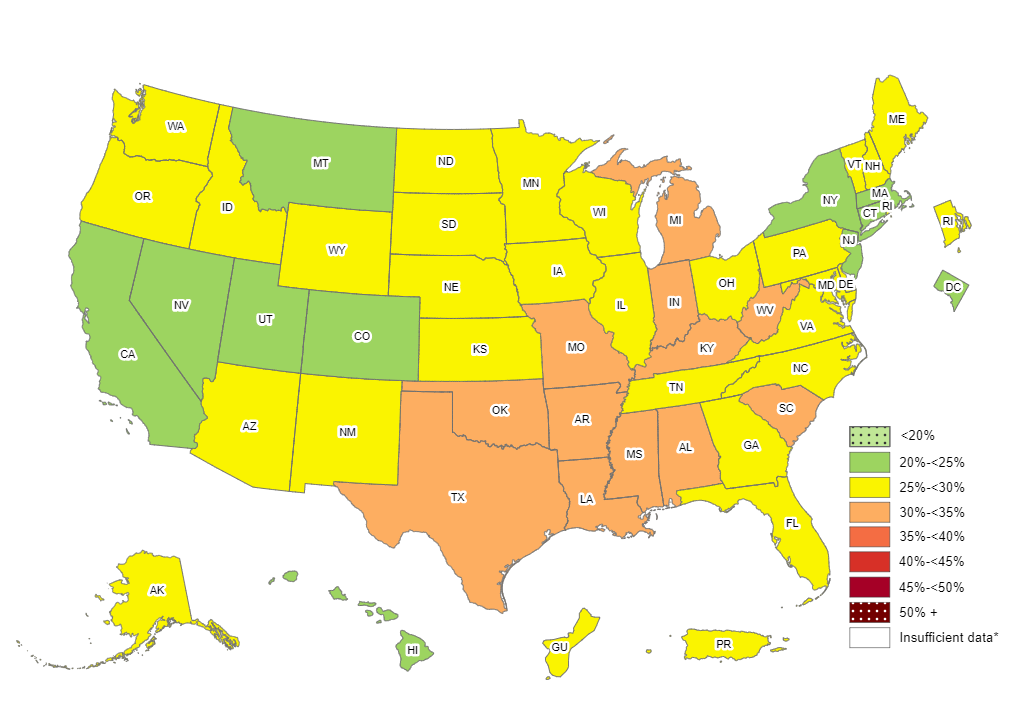 ME
WA
VT
NH
MT
ND
MN
MA
OR
NY
RI
ID
SD
WI
MI
CT
RI
WY
NJ
PA
IA
OH
NE
MD
DE
DC
NV
IL
IN
WV
UT
CO
VA
CA
KS
MO
KY
NC
TN
AZ
NM
OK
AR
SC
MS
AL
GA
TX
LA
FL
<20%
20%-<25%
25%-<30%
30%-<35%
35%-<40%
40%-<45%
45%-<50%
50% +
Insufficient data*
AK
HI
GU
PR